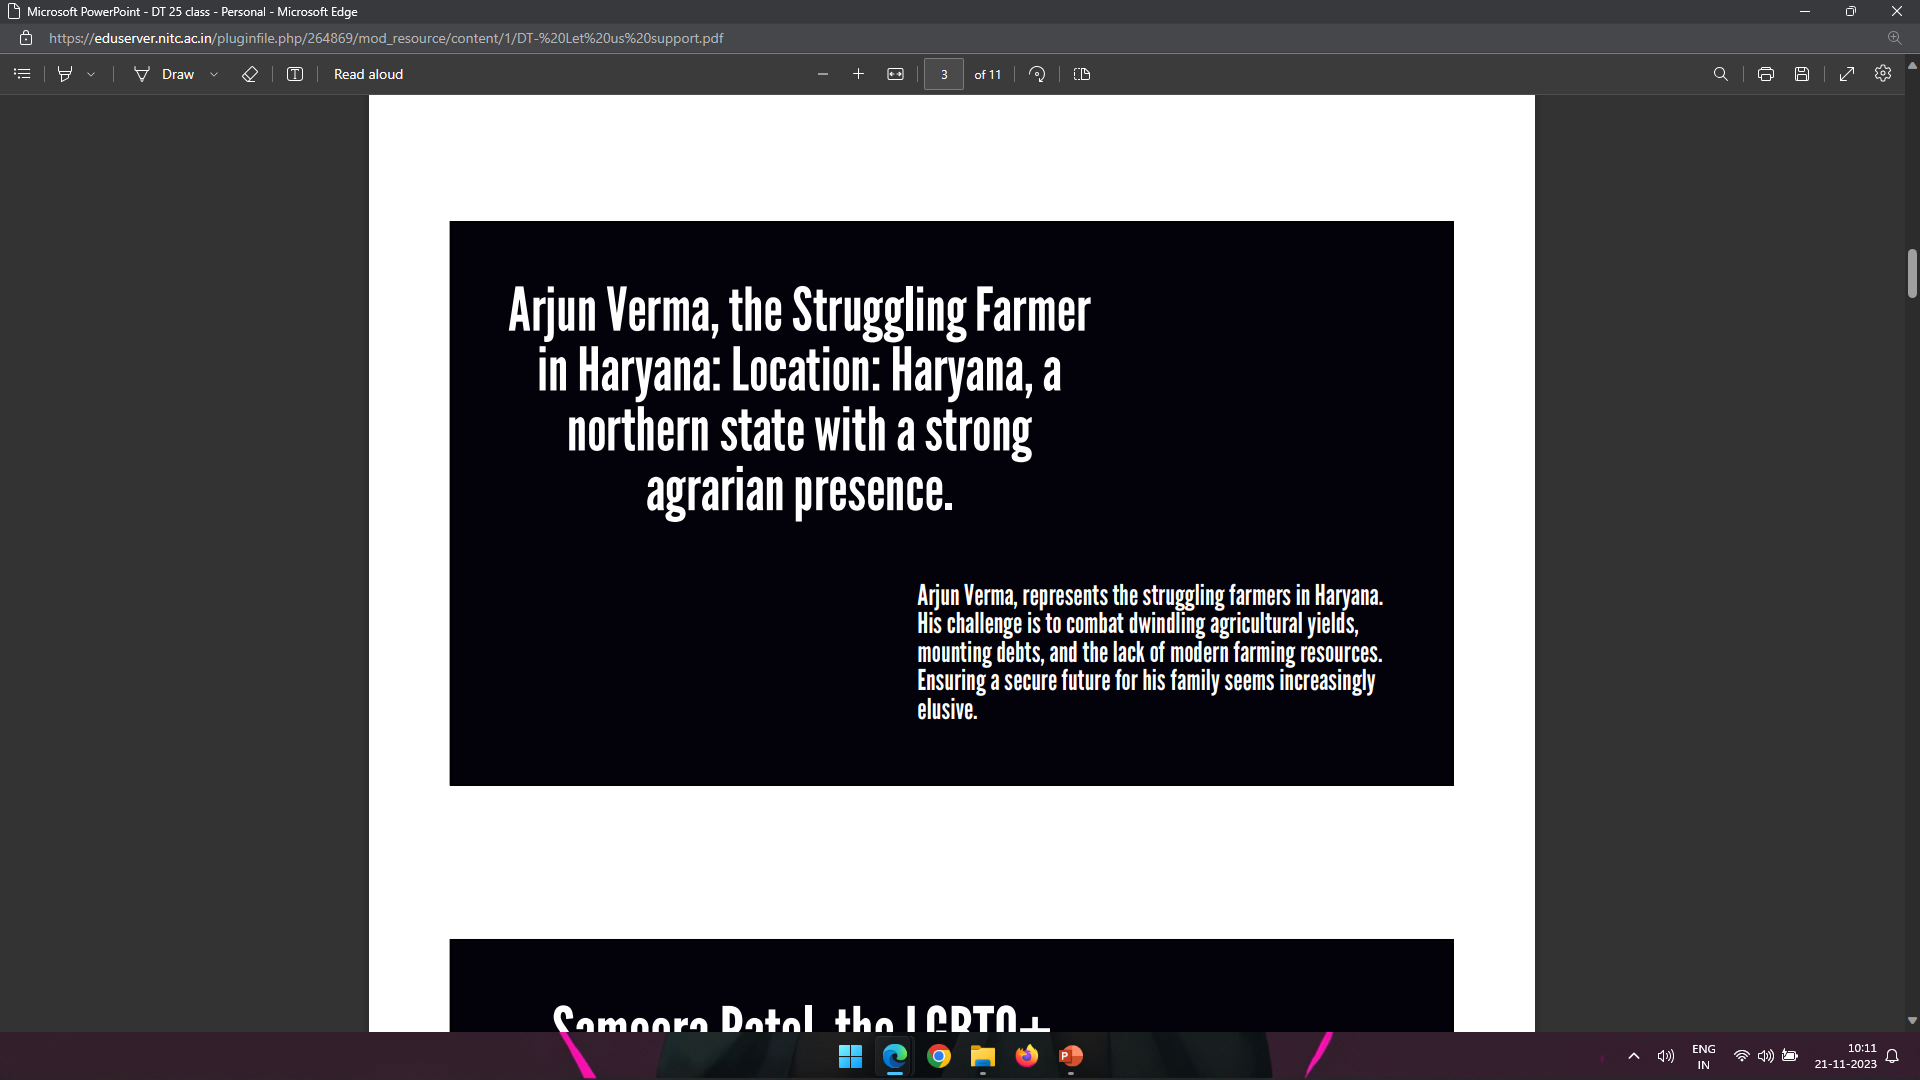 Microsoft PowerPoint - DT 25 class - Personal - Microsoft Edge
https://eduserver.nitc.ac.in/pluginfile.php/264869/mod_resource/content/1/DT-%20Let%20us%20support.pdf
Draw Read aloud 3 of 11
Arjun Verma, the Struggling Farmer
in Haryana: Location: Haryana, a
northern state with a strong
agrarian presence.
Arjun Verma, represents the struggling farmers in Haryana.
His challenge is to combat dwindling agricultural yields,
mounting debts, and the lack of modern farming resources.
Ensuring a secure future for his family seems increasingly
elusive.
Sameera Patel, the LGBTQ+
ENG
IN
10:11
21-11-2023